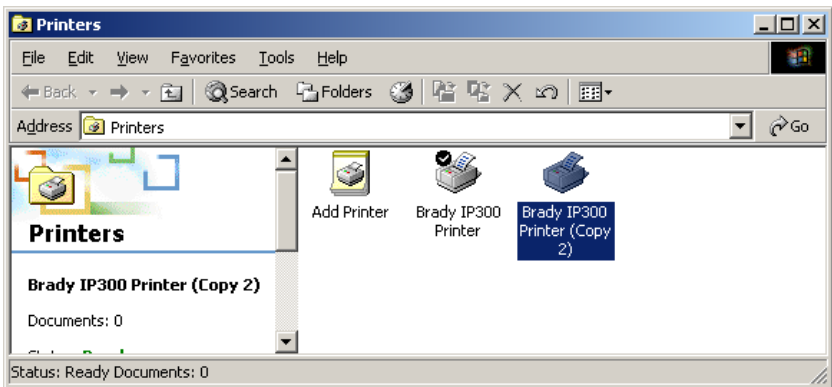 Printers
File Edit View Favorites Tools Help
Back Search Folders
Address Printers Go
Printers
Brady IP300 Printer (Copy 2)
Documents: 0
Add Printer
Brady IP300
Printer
Brady IP300
Printer (Copy
2)
Status: Ready Documents: 0